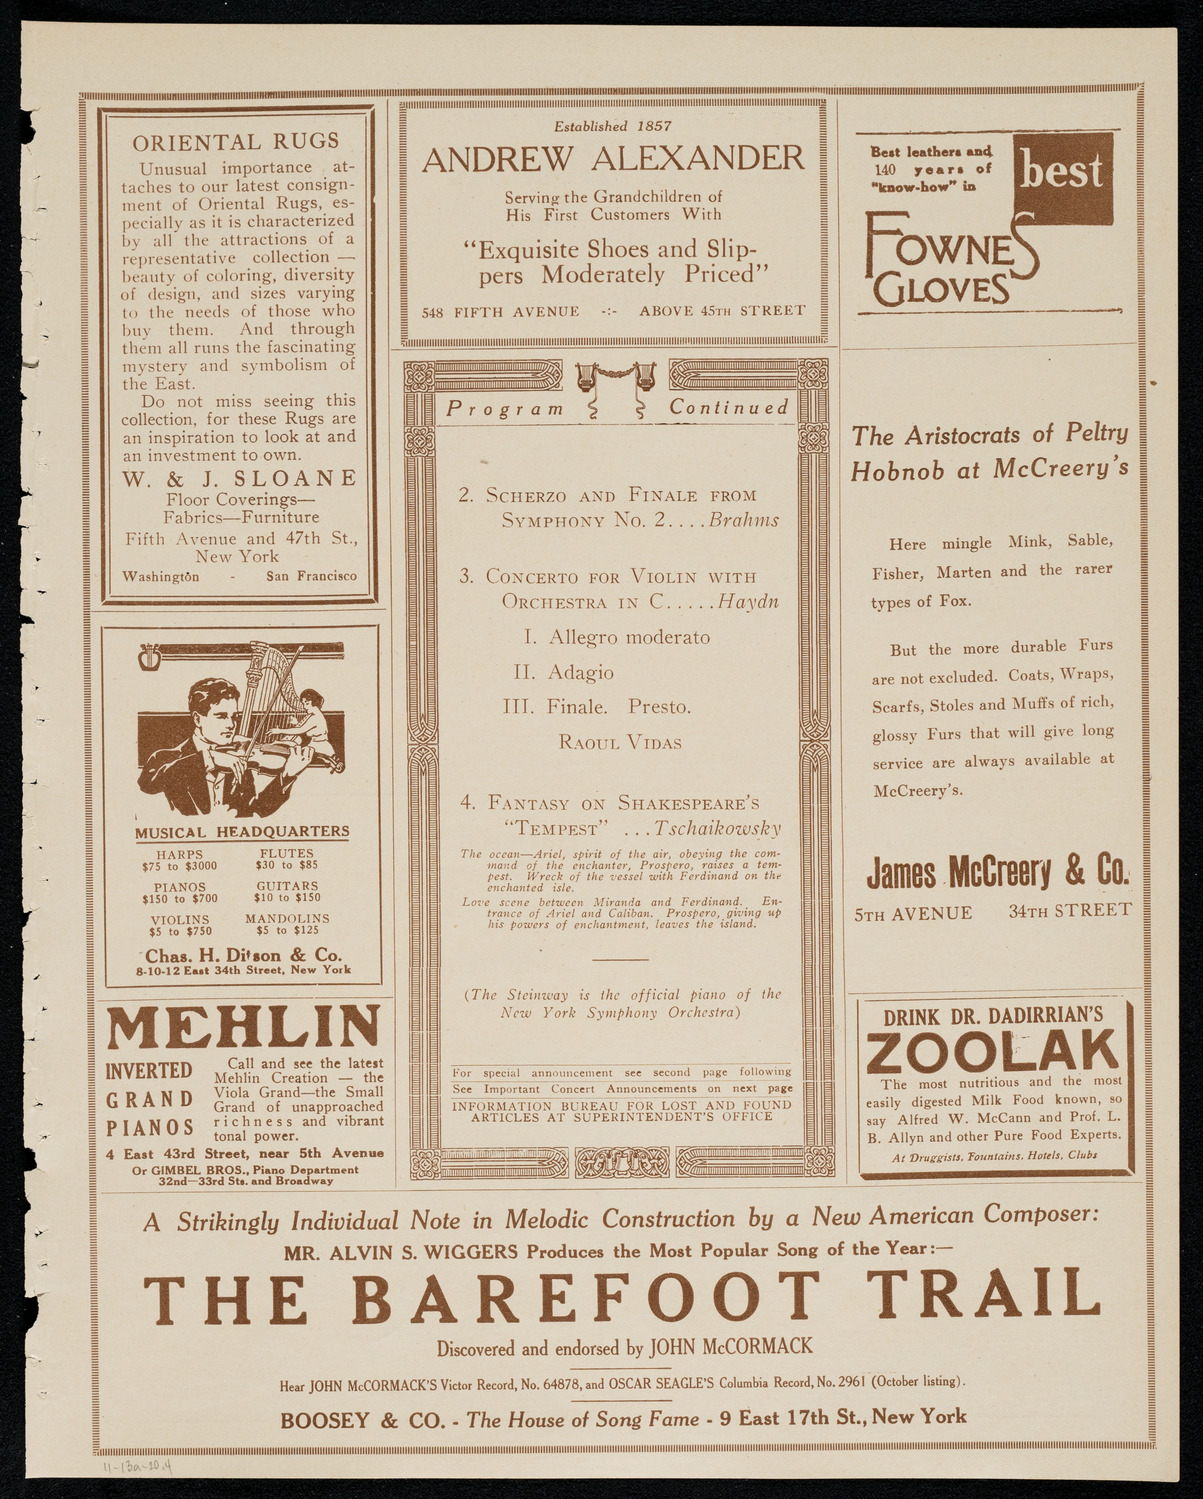 ORIENTAL RUGS
Unusual importance at-
taches to our latest consign-
ment of Oriental Rugs, es-
pecially as it is characterized
by all the attractions of a
representative collection —
beauty of coloring, diversity
of design, and sizes varying
to the needs of those who
buy them. And through
them all runs the fascinating
mystery and symbolism of
the East.
Do not miss seeing this
collection, for these Rugs are
an inspiration to look at and
an investment to own.
W. & J. SLOANE
Floor Coverings—
Fabrics—Furniture
Fifth Avenue and 47th St.,
New York
Washington - San Francisco
MUSICAL HEADQUARTERS
HARPS FLUTES
$75 to $3000 $30 to $85
PIANOS GUITARS
$150 to $700 $10 to $150
VIOLINS MANDOLINS
$5 to $750 $5 to $125
Chas. H. Ditson & Co.
8-10-12 East 34th Street, New York
MEHLIN
INVERTED
GRAND
PIANOS
Call and see the latest
Mehlin Creation — the
Viola Grand—the Small
Grand of unapproached
richness and vibrant
tonal power.
4 East 43rd Street, near 5th Avenue
Or GIMBEL BROS., Piano Department
32nd—33rd Sts. and Broadway
Established 1857
ANDREW ALEXANDER
Serving the Grandchildren of
His First Customers With
"Exquisite Shoes and Slip-
pers Moderately Priced"
548 FIFTH AVENUE -:- ABOVE 45TH STREET
Program Continued
2. SCHERZO AND FINALE FROM
SYMPHONY NO. 2....Brahms
3. CONCERTO FOR VIOLIN WITH
ORCHESTRA IN C.....Haydn
I. Allegro moderato
II. Adagio
III. Finale. Presto.
RAOUL VIDAS
4. FANTASY ON SHAKESPEARE'S
"TEMPEST" ...Tschaikowsky
The ocean—Ariel, spirit of the air, obeying the com-
mand of the enchanter, Prospero, raises a tem-
pest. Wreck of the vessel with Ferdinand on the
enchanted isle.
Love scene between Miranda and Ferdinand. En-
trance of Ariel and Caliban. Prospero, giving up
his powers of enchantment, leaves the island.
(The Steinway is the official piano of the
New York Symphony Orchestra)
For special announcement see second page following
See Important Concert Announcements on next page
INFORMATION BUREAU FOR LOST AND FOUND
ARTICLES AT SUPERINTENDENT'S OFFICE
Best leathers and
140 years of
"know-how" in
best
FOWNES
GLOVES
The Aristocrats of Peltry
Hobnob at McCreery's
Here mingle Mink, Sable,
Fisher, Marten and the rarer
types of Fox.
But the more durable Furs
are not excluded. Coats, Wraps,
Scarfs, Stoles and Muffs of rich,
glossy Furs that will give long
service are always available at
McCreery's.
James McCreery & Co.
5TH AVENUE 34TH STREET
DRINK DR. DADIRRIAN'S
ZOOLAK
The most nutritious and the most
easily digested Milk Food known, so
say Alfred W. McCann and Prof. L.
B. Allyn and other Pure Food Experts.
At Druggists, Fountains, Hotels, Clubs
A Strikingly Individual Note in Melodic Construction by a New American Composer:
MR. ALVIN S. WIGGERS Produces the Most Popular Song of the Year:—
THE BAREFOOT TRAIL
Discovered and endorsed by JOHN McCORMACK
Hear JOHN McCORMACK'S Victor Record, No. 64878, and OSCAR SEAGLE'S Columbia Record, No. 2961 (October listing).
BOOSEY & CO. - The House of Song Fame - 9 East 17th St., New York
11-13a-20.4